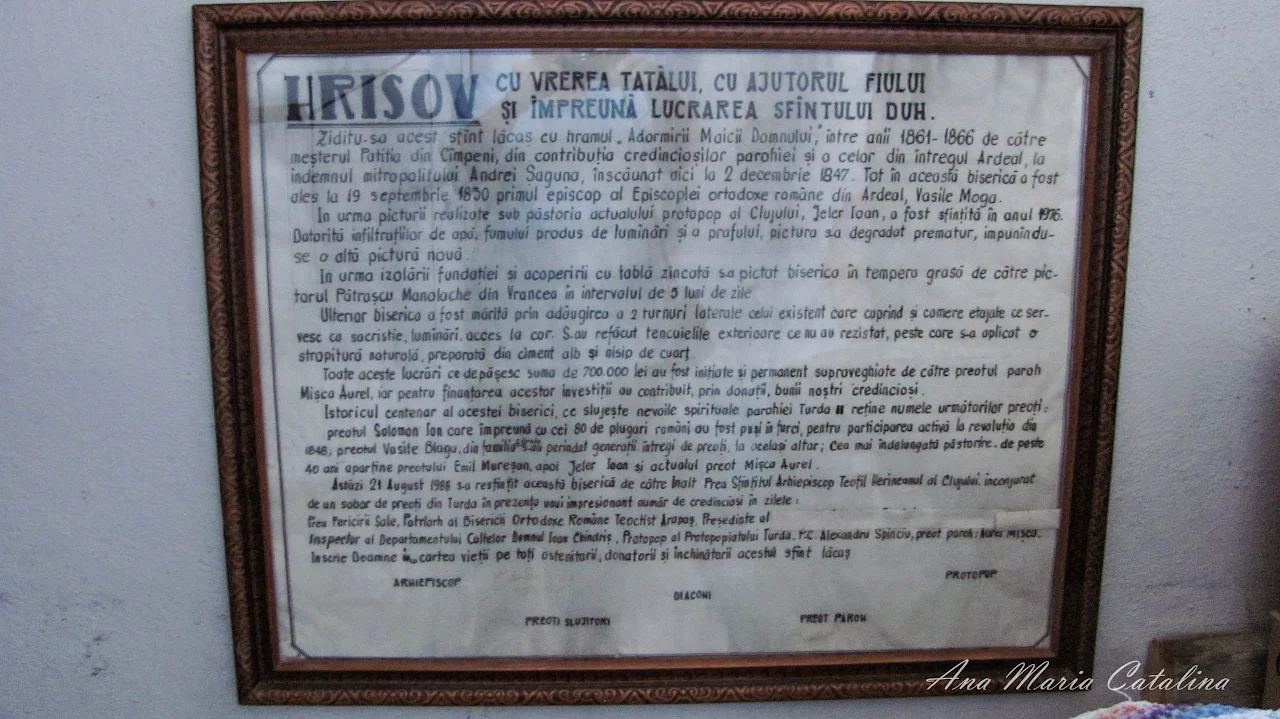 HRISOV CU VREREA TATĂLUI, CU AJUTORUL FIULUI
ȘI ÎMPREUNĂ LUCRAREA SFÎNTULUI DUH.
Ziditu-sa acest sfînt lăcaș cu hramul „Adormirii Maicii Domnului," între anii 1861-1866 de către
meșterul Patitia din Cîmpeni, din contribuția credincioșilor parohiei și a celor din întregul Ardeal, la
îndemnul mitropolitului Andrei Șaguna, înscăunat aici la 2 decembrie 1847. Tot în această biserică a fost
ales la 19 septembrie 1830 primul episcop al Episcopiei ortodoxe române din Ardeal, Vasile Moga.
In urma picturii realizate sub păstoria actualului protopop al Clujului, Jeler Ioan, a fost sfințită în anul 1976.
Datorită infiltrațiilor de apă, fumului produs de luminări și a prafului, pictura s-a degradat prematur, impunîndu-
se o altă pictură nouă.
In urma izolării fundației și acoperirii cu tablă zincată s-a pictat biserica în tempera grasă de către pic-
torul Pătrașcu Manolache din Vrancea în intervalul de 5 luni de zile
Ulterior biserica a fost mărită prin adăugirea a 2 turnuri laterale celui existent care cuprind și camere etajate ce ser-
vesc ca sacristie, luminări, acces la cor. S-au refăcut tencuielile exterioare ce nu au rezistat, peste care s-a aplicat o
stropitură naturală, preparată din ciment alb și nisip de cuarț.
Toate aceste lucrări ce depășesc suma de 700.000 lei au fost inițiate și permanent supravegheate de către preotul paroh
Mișca Aurel, iar pentru finanțarea acestor investiții au contribuit, prin donații, bunii noștri credincioși.
Istoricul centenar al acestei biserici, ce slujește nevoile spirituale parohiei Turda II reține numele următorilor preoți:
preotul Solomon Ion care împreună cu cei 80 de plugari români au fost puși în furci, pentru participarea activă la revoluția din
1848; preotul Vasile Blaga, din familia s-au perindat generații întregi de preoți, la același altar; Cea mai îndelungată păstorire de peste
40 ani aparține preotului Emil Mureșan, apoi Jeler Ioan și actualul preot Mișca Aurel.
Astăzi 21 August 1988 s-a resfințit această biserică de către Inalt Prea Sfințitul Arhiepiscop Teofil Herineanul al Clujului, înconjurat
de un sobor de preoți din Turda în prezența unui impresionant număr de credincioși în zilele:
Prea Fericirii Sale, Patriarh al Bisericii Ortodoxe Române Teoctist Arapaș, Președinte al
Inspector al Departamentului Cultelor Domnul Ioan Chindriș, Protopop al Protopopiatului Turda, P.C. Alexandru Spînciu, preot paroh: Aurel Mișca.
Inscrie Doamne în cartea vieții pe toți ostenitorii, donatorii și închinătorii acestui sfînt lăcaș
ARHIEPISCOP
PROTOPOP
DIACONI
PREOȚI SLUJITORI
PREOT PAROH
Ana Maria Catalina